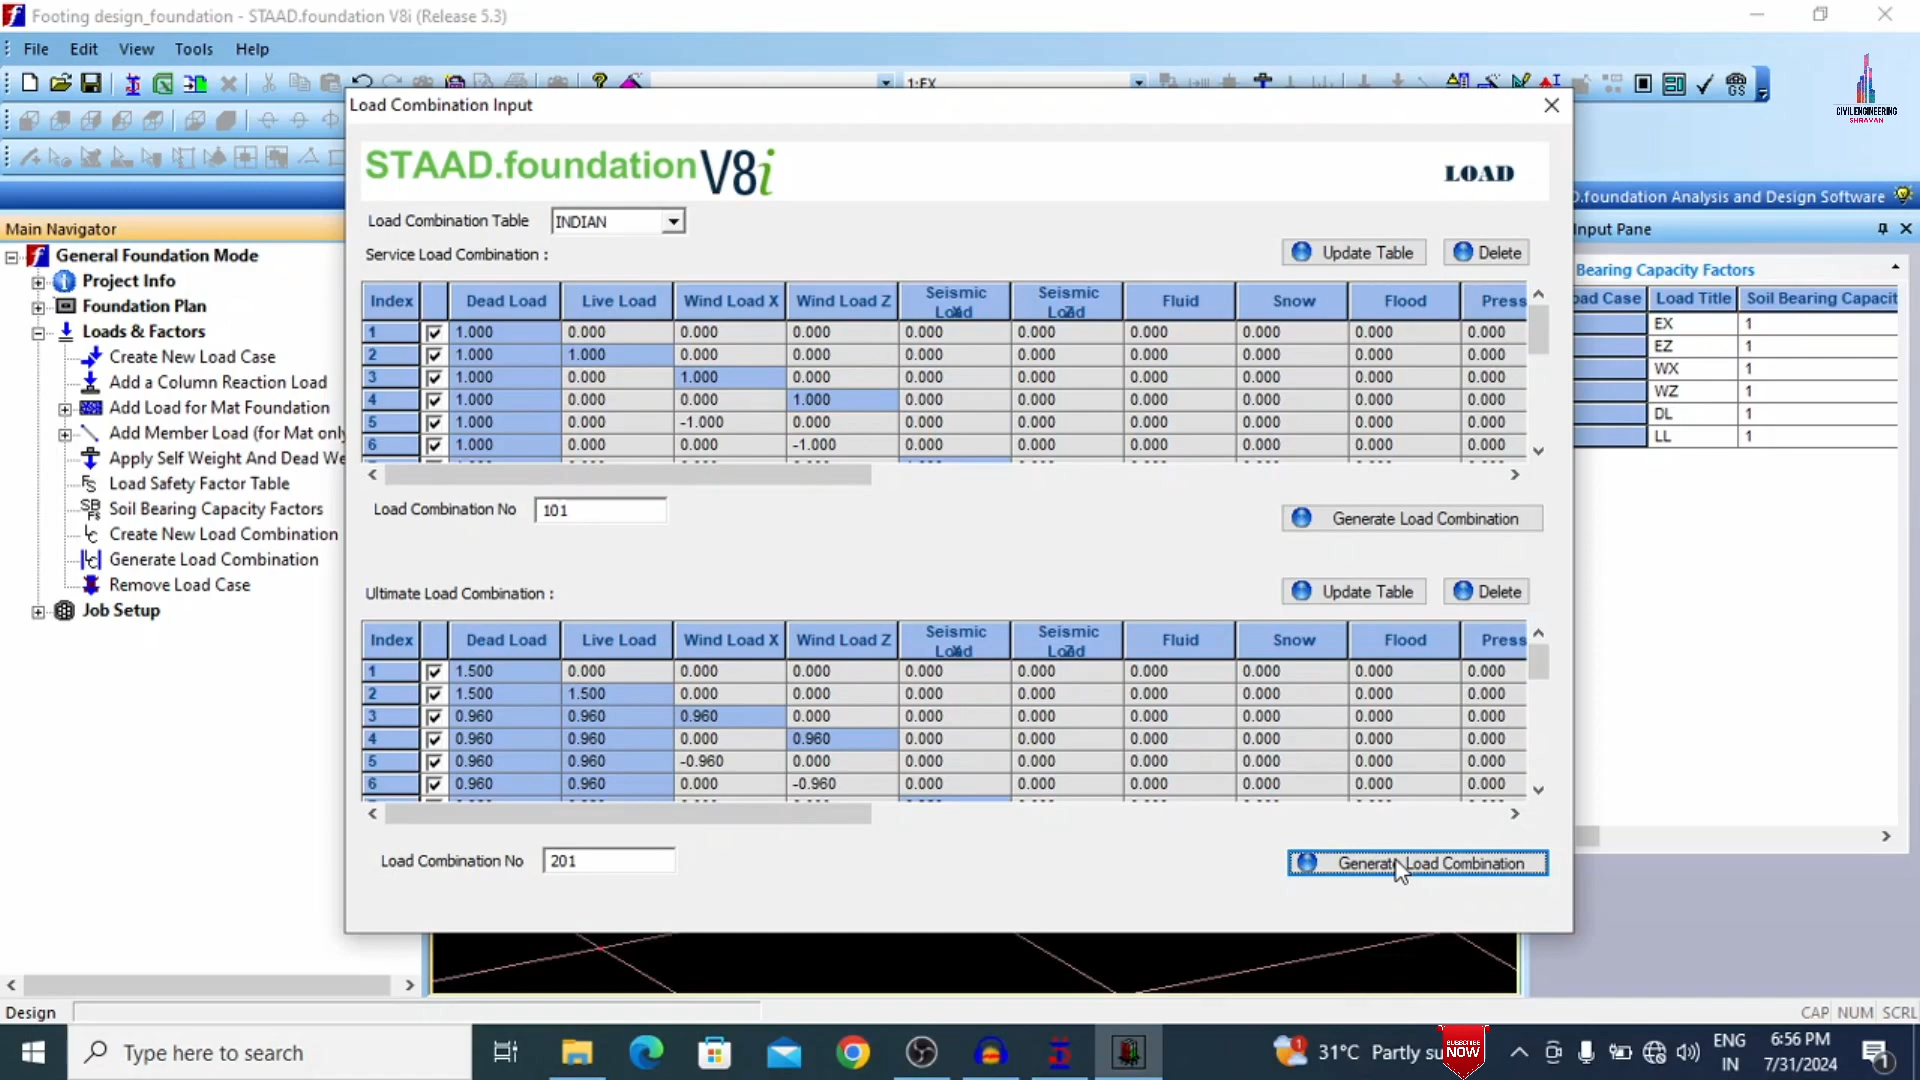 Footing design_foundation - STAAD.foundation V8i (Release 5.3)
File Edit View Tools Help
1:EX
CIVIL ENGINEERING
SHRAVAN
Load Combination Input
STAAD.foundation V8i
LOAD
.foundation Analysis and Design Software
Main Navigator
General Foundation Mode
Project Info
Foundation Plan
Loads & Factors
Create New Load Case
Add a Column Reaction Load
Add Load for Mat Foundation
Add Member Load (for Mat only
Apply Self Weight And Dead We
Load Safety Factor Table
Soil Bearing Capacity Factors
Create New Load Combination
Generate Load Combination
Remove Load Case
Job Setup
Load Combination Table INDIAN
Service Load Combination :
Update Table Delete
Index Dead Load Live Load Wind Load X Wind Load Z Seismic Load Seismic Load Fluid Snow Flood Press
1 1.000 0.000 0.000 0.000 0.000 0.000 0.000 0.000 0.000 0.000
2 1.000 1.000 0.000 0.000 0.000 0.000 0.000 0.000 0.000 0.000
3 1.000 0.000 1.000 0.000 0.000 0.000 0.000 0.000 0.000 0.000
4 1.000 0.000 0.000 1.000 0.000 0.000 0.000 0.000 0.000 0.000
5 1.000 0.000 -1.000 0.000 0.000 0.000 0.000 0.000 0.000 0.000
6 1.000 0.000 0.000 -1.000 0.000 0.000 0.000 0.000 0.000 0.000
Load Combination No 101
Generate Load Combination
Ultimate Load Combination :
Update Table Delete
Index Dead Load Live Load Wind Load X Wind Load Z Seismic Load Seismic Load Fluid Snow Flood Press
1 1.500 0.000 0.000 0.000 0.000 0.000 0.000 0.000 0.000 0.000
2 1.500 1.500 0.000 0.000 0.000 0.000 0.000 0.000 0.000 0.000
3 0.960 0.960 0.960 0.000 0.000 0.000 0.000 0.000 0.000 0.000
4 0.960 0.960 0.000 0.960 0.000 0.000 0.000 0.000 0.000 0.000
5 0.960 0.960 -0.960 0.000 0.000 0.000 0.000 0.000 0.000 0.000
6 0.960 0.960 0.000 -0.960 0.000 0.000 0.000 0.000 0.000 0.000
Load Combination No 201
Generate Load Combination
nput Pane
Bearing Capacity Factors
oad Case Load Title Soil Bearing Capacit
EX 1
EZ 1
WX 1
WZ 1
DL 1
LL 1
Design
CAP NUM SCRL
Type here to search
31°C Partly su
SUBSCRIBE
NOW
ENG
IN
6:56 PM
7/31/2024
1